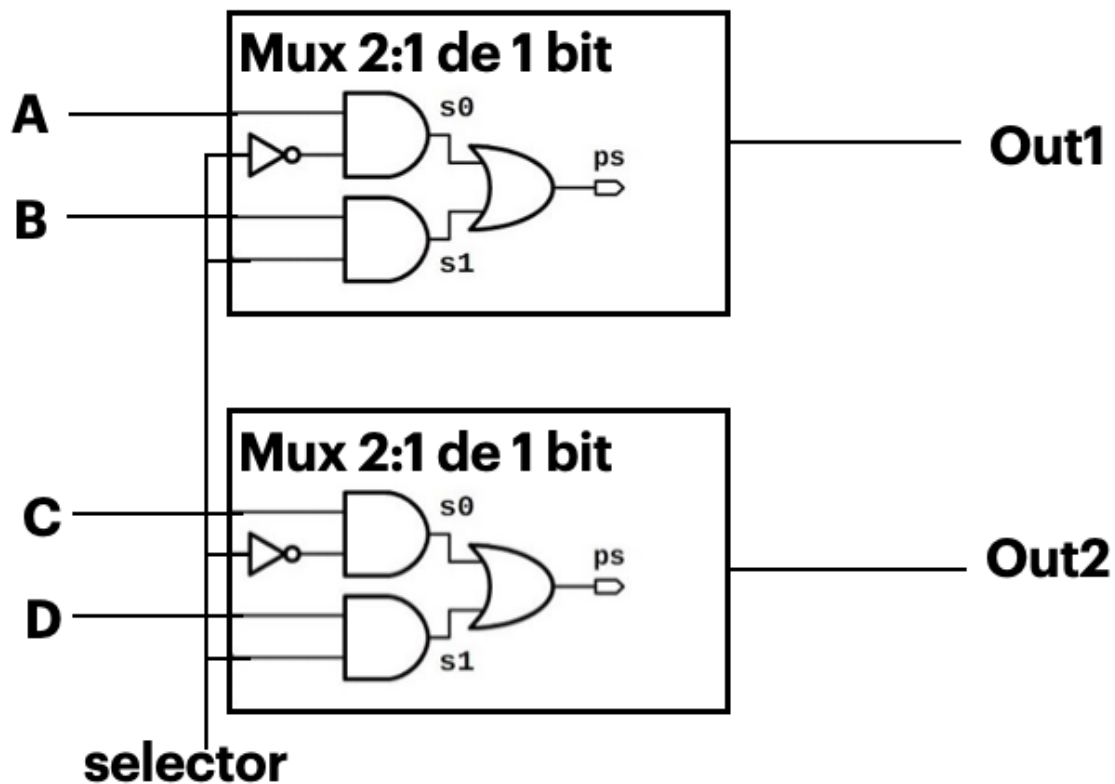 Mux 2:1 de 1 bit
A
s0
ps
Out1
B
s1
Mux 2:1 de 1 bit
C
s0
ps
Out2
D
s1
selector